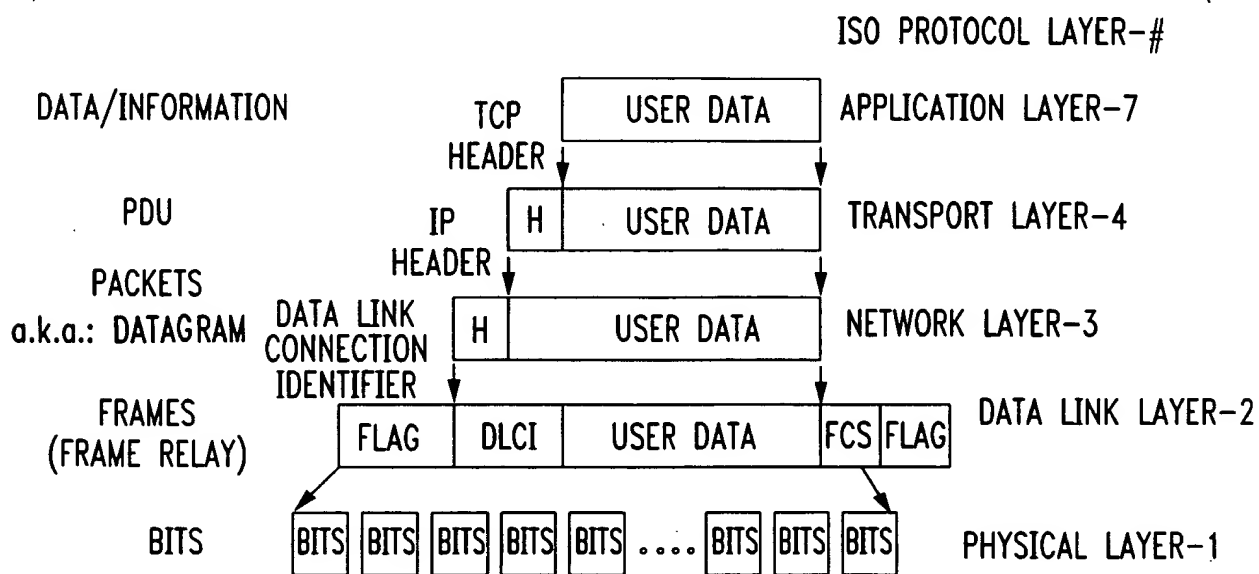 ISO PROTOCOL LAYER-#
DATA/INFORMATION
TCP
HEADER
USER DATA
APPLICATION LAYER-7
PDU
IP
HEADER
H
USER DATA
TRANSPORT LAYER-4
PACKETS
a.k.a.: DATAGRAM
DATA LINK
CONNECTION
IDENTIFIER
H
USER DATA
NETWORK LAYER-3
FRAMES
(FRAME RELAY)
FLAG
DLCI
USER DATA
FCS
FLAG
DATA LINK LAYER-2
BITS
BITS BITS BITS BITS BITS .... BITS BITS BITS
PHYSICAL LAYER-1